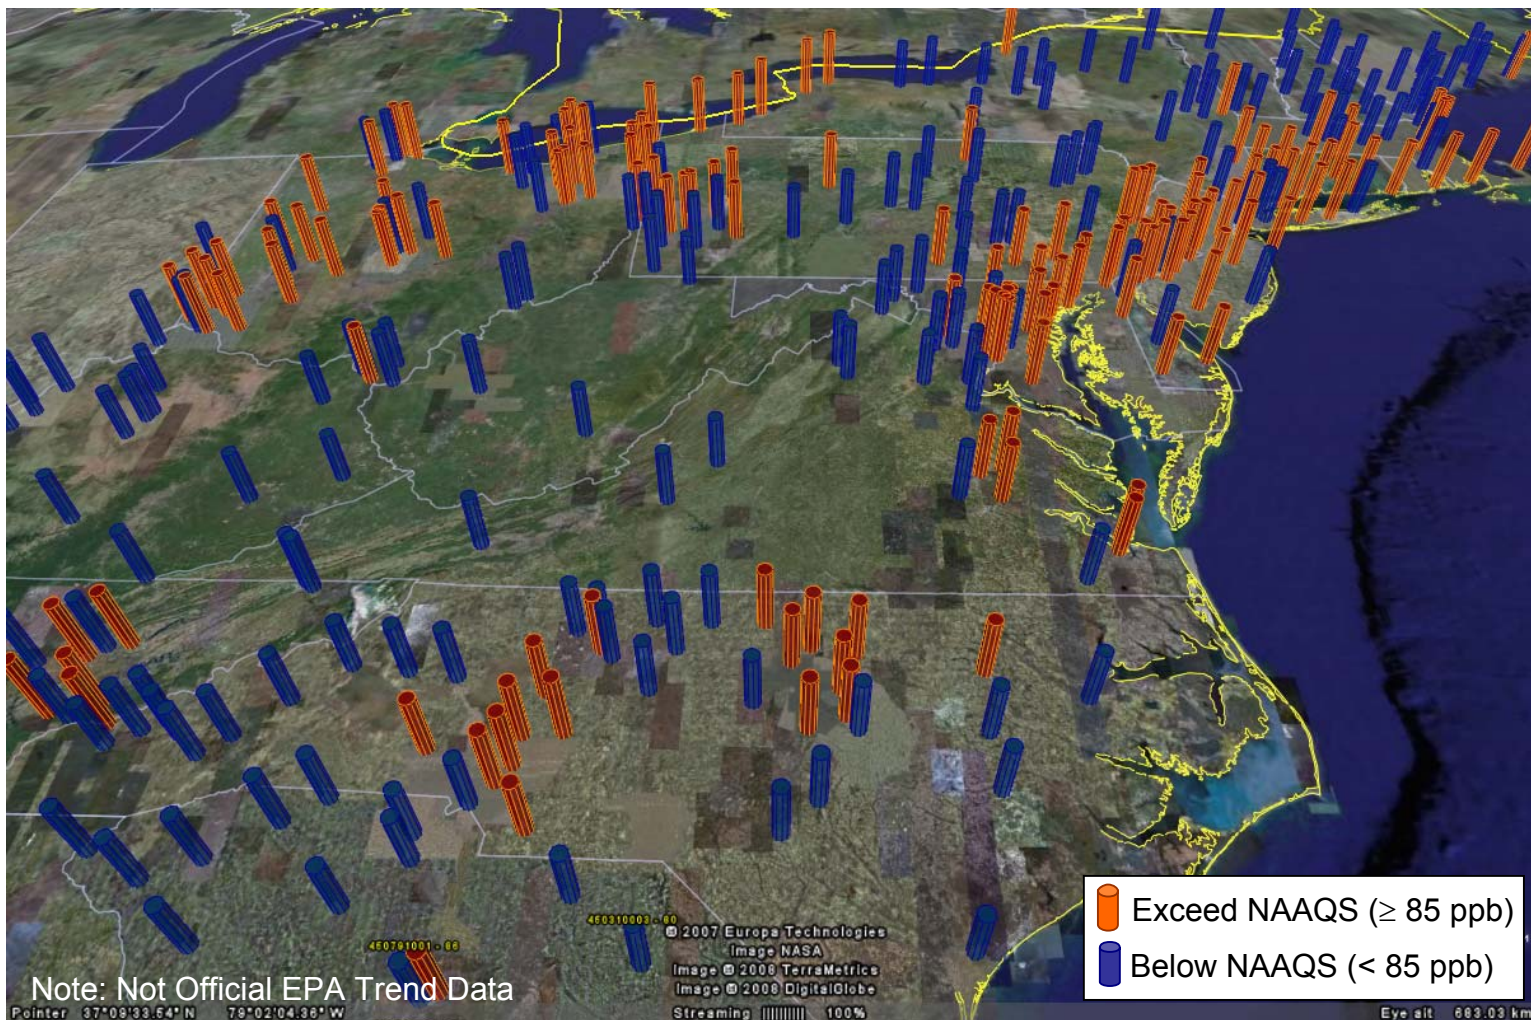 450310003 - 80
450791001 - 86
© 2007 Europa Technologies
Image NASA
Image © 2008 TerraMetrics
Image © 2008 DigitalGlobe
Exceed NAAQS (≥ 85 ppb)
Below NAAQS (< 85 ppb)
Note: Not Official EPA Trend Data
Pointer 37°09'33.54" N 79°02'04.36" W
Streaming ||||||||| 100%
Eye alt 683.03 km